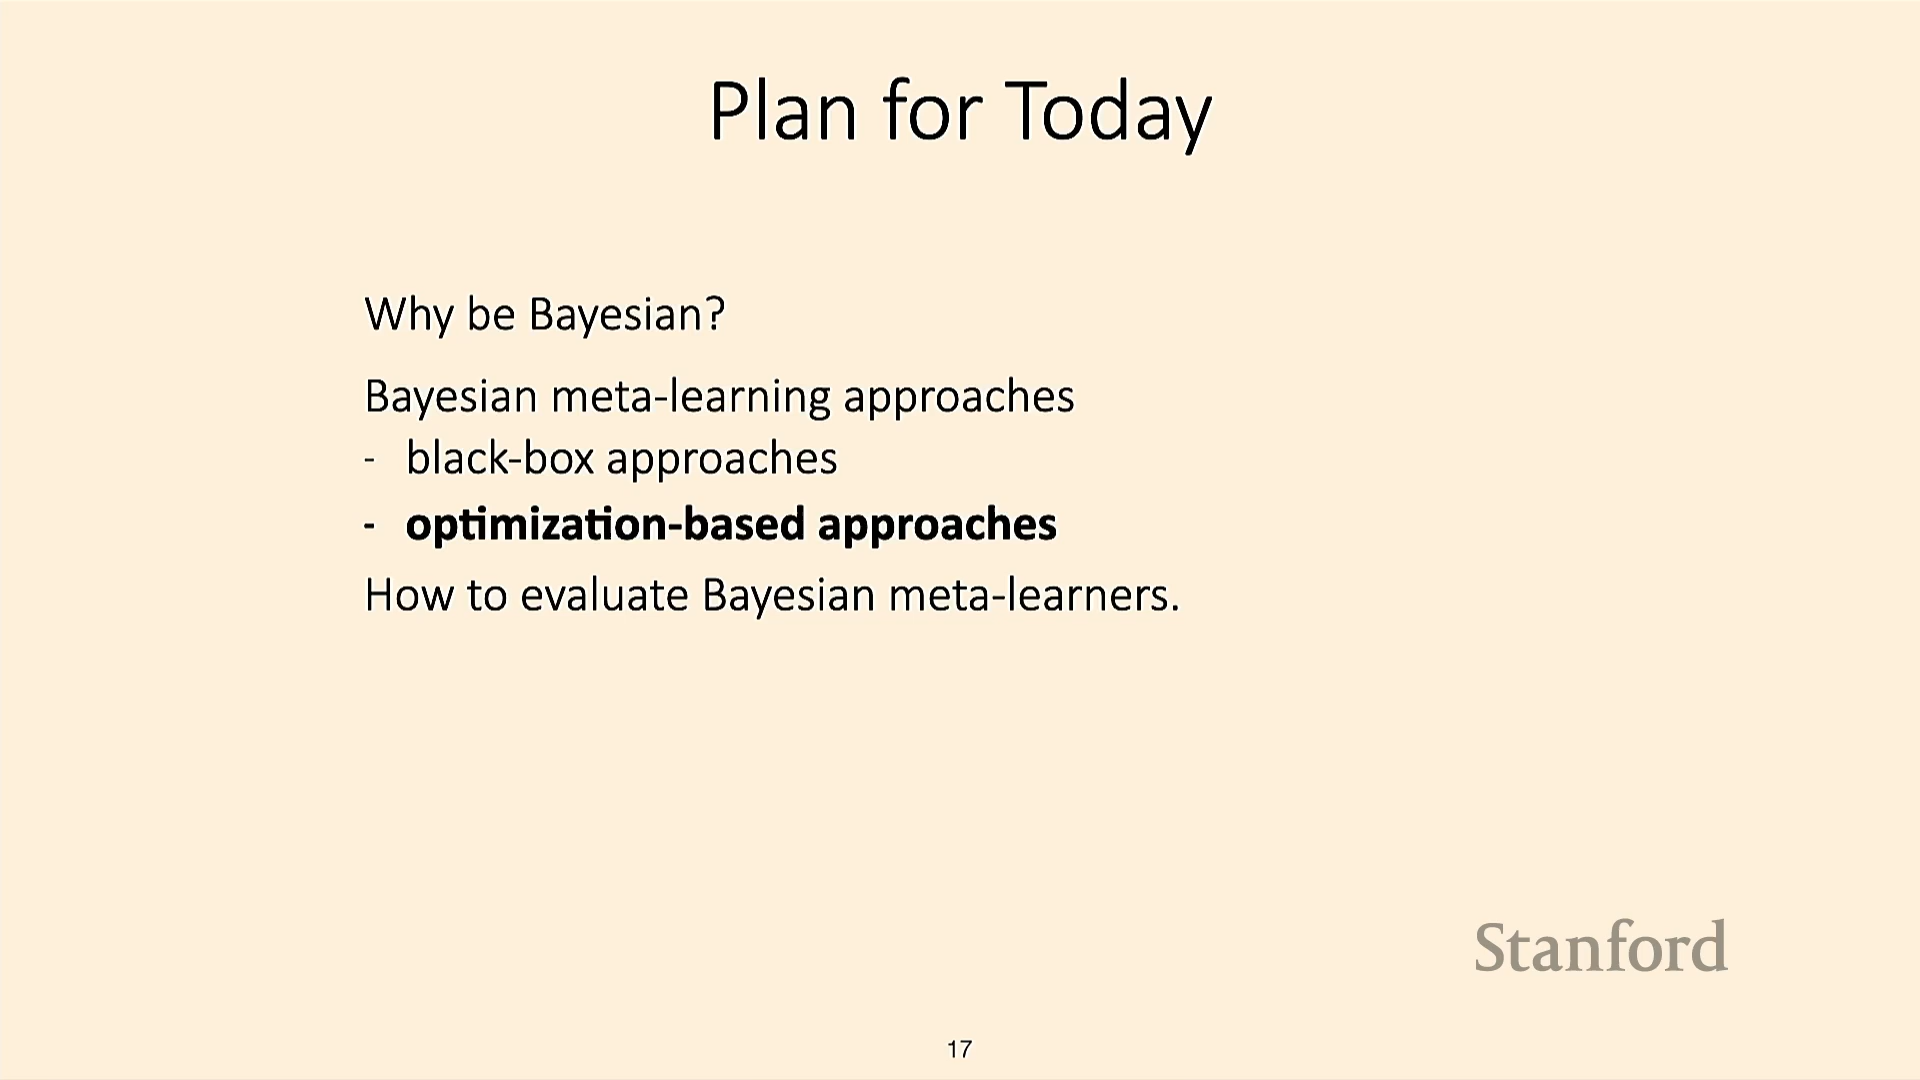 Plan for Today
Why be Bayesian?
Bayesian meta-learning approaches
- black-box approaches
- optimization-based approaches
How to evaluate Bayesian meta-learners.
Stanford
17